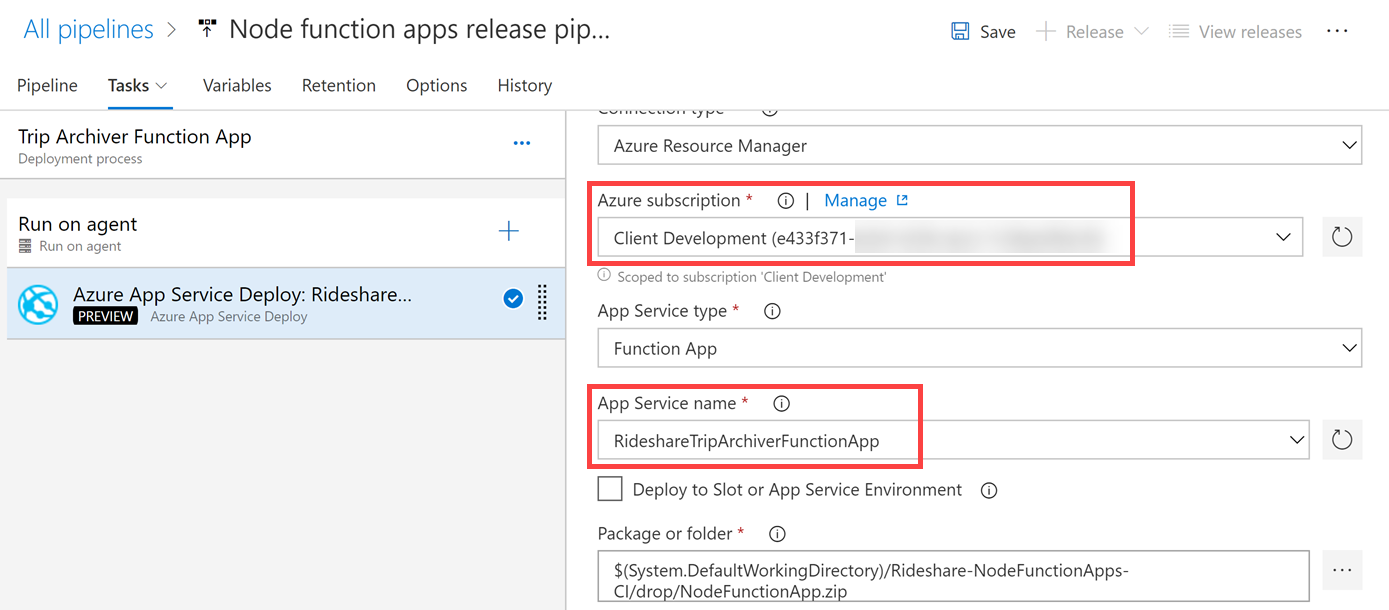 All pipelines > Node function apps release pip...
Save Release View releases ...
Pipeline Tasks Variables Retention Options History
Trip Archiver Function App
Deployment process
Run on agent
Run on agent
Azure App Service Deploy: Rideshare...
PREVIEW Azure App Service Deploy
Connection type
Azure Resource Manager
Azure subscription * | Manage
Client Development (e433f371-
Scoped to subscription 'Client Development'
App Service type *
Function App
App Service name *
RideshareTripArchiverFunctionApp
Deploy to Slot or App Service Environment
Package or folder *
$(System.DefaultWorkingDirectory)/Rideshare-NodeFunctionApps-
CI/drop/NodeFunctionApp.zip